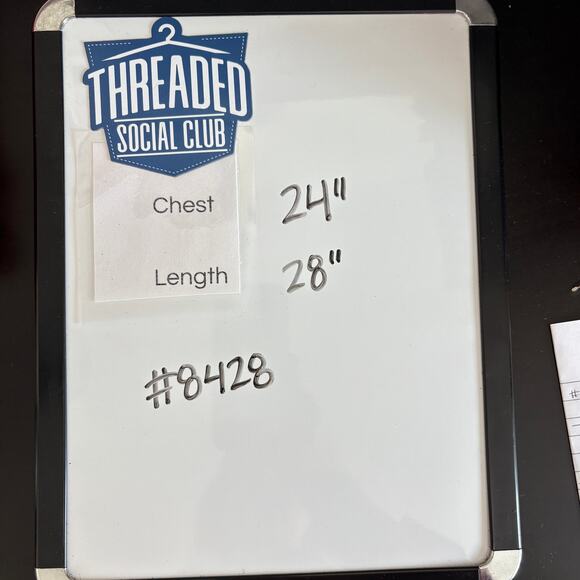 THREADED
SOCIAL CLUB
Chest 24"
Length 28"
#8428
#